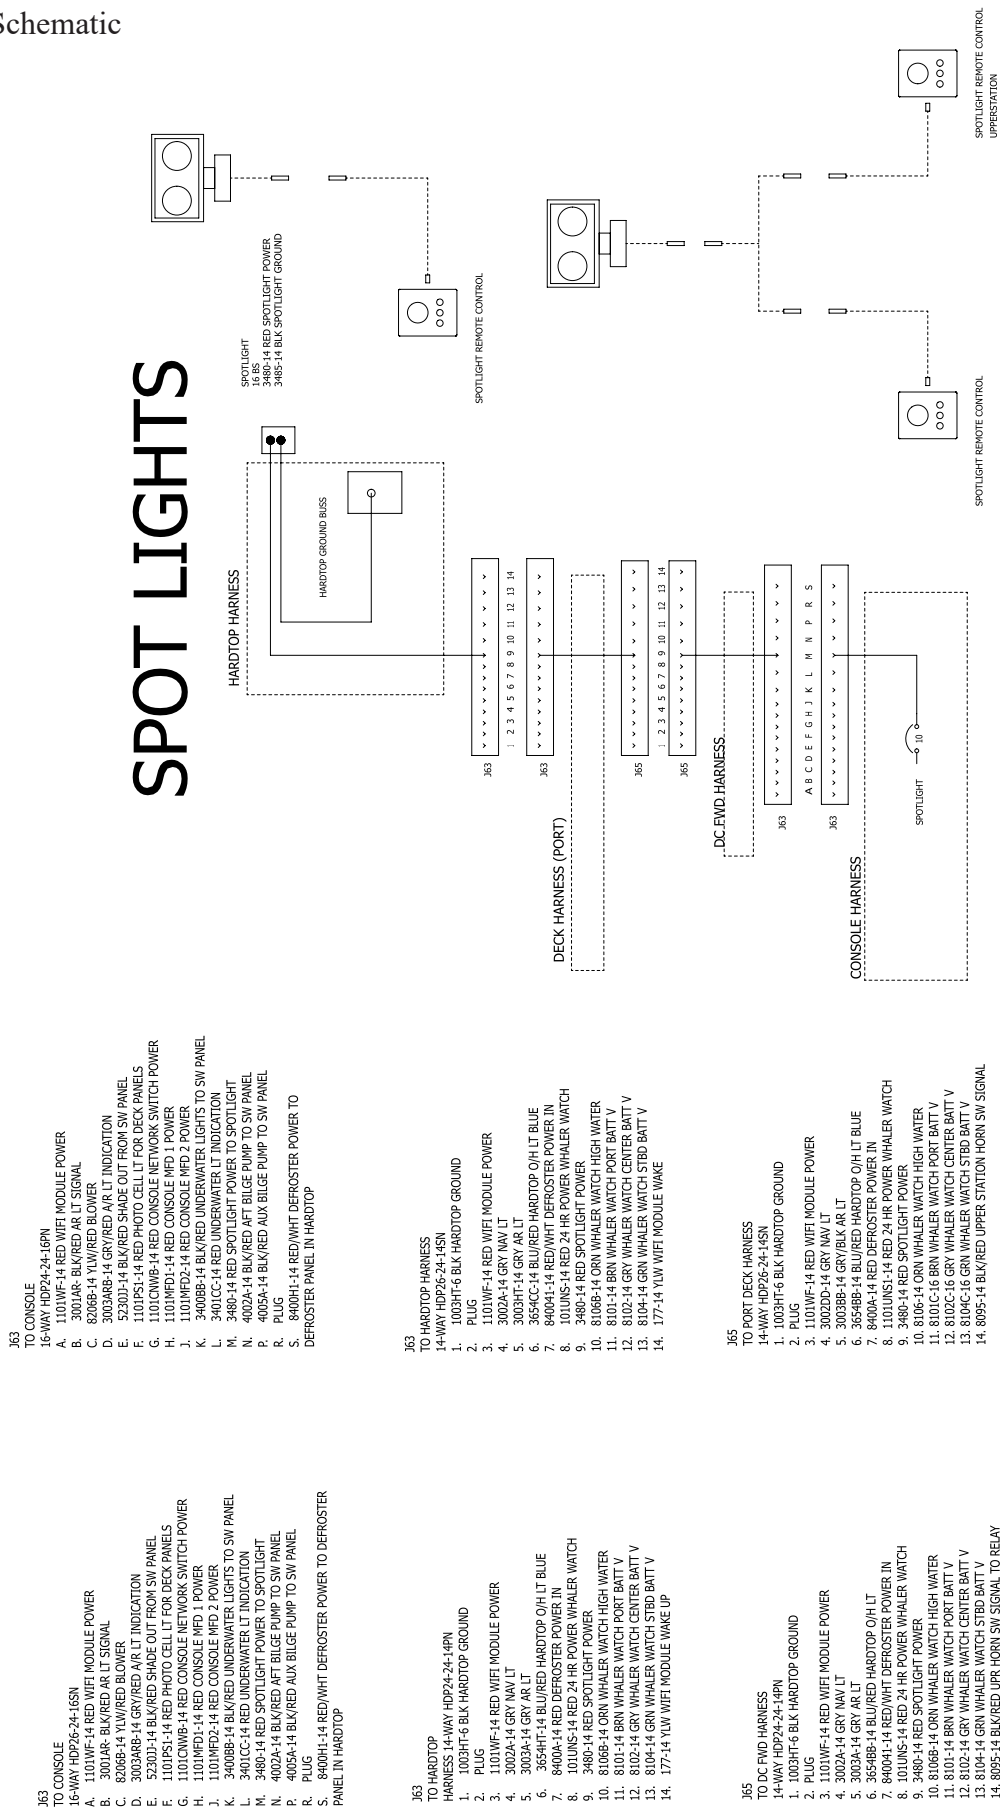 Schematic
SPOT LIGHTS
SPOTLIGHT
16 BS
3480-14 RED SPOTLIGHT POWER
3485-14 BLK SPOTLIGHT GROUND
SPOTLIGHT REMOTE CONTROL
SPOTLIGHT REMOTE CONTROL
UPPERSTATION
SPOTLIGHT REMOTE CONTROL
HARDTOP HARNESS
HARDTOP GROUND BUSS
J63
1 2 3 4 5 6 7 8 9 10 11 12 13 14
J63
DECK HARNESS (PORT)
J65
1 2 3 4 5 6 7 8 9 10 11 12 13 14
J65
DC FWD HARNESS
J63
A B C D E F G H J K L M N P R S
J63
CONSOLE HARNESS
SPOTLIGHT
10
J63
TO CONSOLE
16-WAY HDP24-24-16PN
A. 1101WF-14 RED WIFI MODULE POWER
B. 3001AR- BLK/RED AR LT SIGNAL
C. 8206B-14 YLW/RED BLOWER
D. 3003ARB-14 GRY/RED A/R LT INDICATION
E. 5230JJ-14 BLK/RED SHADE OUT FROM SW PANEL
F. 1101PS1-14 RED PHOTO CELL LT FOR DECK PANELS
G. 1101CNWB-14 RED CONSOLE NETWORK SWITCH POWER
H. 1101MFD1-14 RED CONSOLE MFD 1 POWER
J. 1101MFD2-14 RED CONSOLE MFD 2 POWER
K. 3400BB-14 BLK/RED UNDERWATER LIGHTS TO SW PANEL
L. 3401CC-14 RED UNDERWATER LT INDICATION
M. 3480-14 RED SPOTLIGHT POWER TO SPOTLIGHT
N. 4002A-14 BLK/RED AFT BILGE PUMP TO SW PANEL
P. 4005A-14 BLK/RED AUX BILGE PUMP TO SW PANEL
R. PLUG
S. 8400H1-14 RED/WHT DEFROSTER POWER TO
DEFROSTER PANEL IN HARDTOP
J63
TO HARDTOP HARNESS
14-WAY HDP26-24-14SN
1. 1003HT-6 BLK HARDTOP GROUND
2. PLUG
3. 1101WF-14 RED WIFI MODULE POWER
4. 3002A-14 GRY NAV LT
5. 3003HT-14 GRY AR LT
6. 3654CC-14 BLU/RED HARDTOP O/H LT BLUE
7. 840041-14 RED/WHT DEFROSTER POWER IN
8. 101UNS-14 RED 24 HR POWER WHALER WATCH
9. 3480-14 RED SPOTLIGHT POWER
10. 8106B-14 ORN WHALER WATCH HIGH WATER
11. 8101-14 BRN WHALER WATCH PORT BATT V
12. 8102-14 GRY WHALER WATCH CENTER BATT V
13. 8104-14 GRN WHALER WATCH STBD BATT V
14. 177-14 YLW WIFI MODULE WAKE
J65
TO PORT DECK HARNESS
14-WAY HDP26-24-14SN
1. 1003HT-6 BLK HARDTOP GROUND
2. PLUG
3. 1101WF-14 RED WIFI MODULE POWER
4. 3002DD-14 GRY NAV LT
5. 3003BB-14 GRY/BLK AR LT
6. 3654BB-14 BLU/RED HARDTOP O/H LT BLUE
7. 8400A-14 RED DEFROSTER POWER IN
8. 1101UNS1-14 RED 24 HR POWER WHALER WATCH
9. 3480-14 RED SPOTLIGHT POWER
10. 8106-14 ORN WHALER WATCH HIGH WATER
11. 8101C-16 BRN WHALER WATCH PORT BATT V
12. 8102C-16 GRY WHALER WATCH CENTER BATT V
13. 8104C-16 GRN WHALER WATCH STBD BATT V
14. 8095-14 BLK/RED UPPER STATION HORN SW SIGNAL
J63
TO CONSOLE
16-WAY HDP26-24-16SN
A. 1101WF-14 RED WIFI MODULE POWER
B. 3001AR- BLK/RED AR LT SIGNAL
C. 8206B-14 YLW/RED BLOWER
D. 3003ARB-14 GRY/RED A/R LT INDICATION
E. 5230JJ-14 BLK/RED SHADE OUT FROM SW PANEL
F. 1101PS1-14 RED PHOTO CELL LT FOR DECK PANELS
G. 1101CNWB-14 RED CONSOLE NETWORK SWITCH POWER
H. 1101MFD1-14 RED CONSOLE MFD 1 POWER
J. 1101MFD2-14 RED CONSOLE MFD 2 POWER
K. 3400BB-14 BLK/RED UNDERWATER LIGHTS TO SW PANEL
L. 3401CC-14 RED UNDERWATER LT INDICATION
M. 3480-14 RED SPOTLIGHT POWER TO SPOTLIGHT
N. 4002A-14 BLK/RED AFT BILGE PUMP TO SW PANEL
P. 4005A-14 BLK/RED AUX BILGE PUMP TO SW PANEL
R. PLUG
S. 8400H1-14 RED/WHT DEFROSTER POWER TO DEFROSTER
PANEL IN HARDTOP
J63
TO HARDTOP
HARNESS 14-WAY HDP24-24-14PN
1. 1003HT-6 BLK HARDTOP GROUND
2. PLUG
3. 1101WF-14 RED WIFI MODULE POWER
4. 3002A-14 GRY NAV LT
5. 3003A-14 GRY AR LT
6. 3654HT-14 BLU/RED HARDTOP O/H LT BLUE
7. 8400A-14 RED DEFROSTER POWER IN
8. 101UNS-14 RED 24 HR POWER WHALER WATCH
9. 3480-14 RED SPOTLIGHT POWER
10. 8106B-14 ORN WHALER WATCH HIGH WATER
11. 8101-14 BRN WHALER WATCH PORT BATT V
12. 8102-14 GRY WHALER WATCH CENTER BATT V
13. 8104-14 GRN WHALER WATCH STBD BATT V
14. 177-14 YLW WIFI MODULE WAKE UP
J65
TO DC FWD HARNESS
14-WAY HDP24-24-14PN
1. 1003HT-6 BLK HARDTOP GROUND
2. PLUG
3. 1101WF-14 RED WIFI MODULE POWER
4. 3002A-14 GRY NAV LT
5. 3003A-14 GRY AR LT
6. 3654BB-14 BLU/RED HARDTOP O/H LT
7. 840041-14 RED/WHT DEFROSTER POWER IN
8. 101UNS-14 RED 24 HR POWER WHALER WATCH
9. 3480-14 RED SPOTLIGHT POWER
10. 8106B-14 ORN WHALER WATCH HIGH WATER
11. 8101-14 BRN WHALER WATCH PORT BATT V
12. 8102-14 GRY WHALER WATCH CENTER BATT V
13. 8104-14 GRN WHALER WATCH STBD BATT V
14. 8095-14 BLK/RED UPR HORN SW SIGNAL TO RELAY